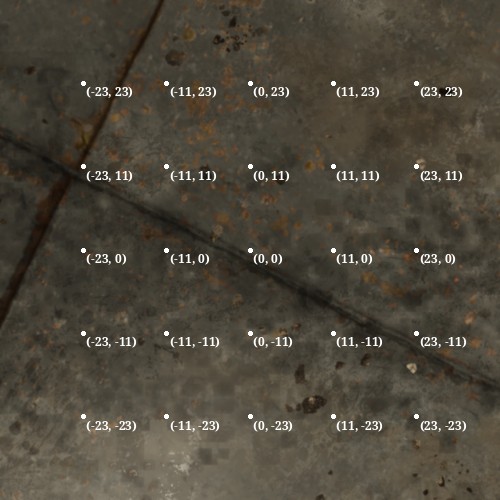 (-23, 23) (-11, 23) (0, 23) (11, 23) (23, 23)
(-23, 11) (-11, 11) (0, 11) (11, 11) (23, 11)
(-23, 0) (-11, 0) (0, 0) (11, 0) (23, 0)
(-23, -11) (-11, -11) (0, -11) (11, -11) (23, -11)
(-23, -23) (-11, -23) (0, -23) (11, -23) (23, -23)